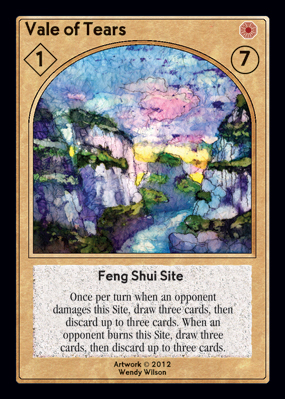 Vale of Tears
1
7
Feng Shui Site
Once per turn when an opponent
damages this Site, draw three cards, then
discard up to three cards. When an
opponent burns this Site, draw three
cards, then discard up to three cards.
Artwork © 2012
Wendy Wilson